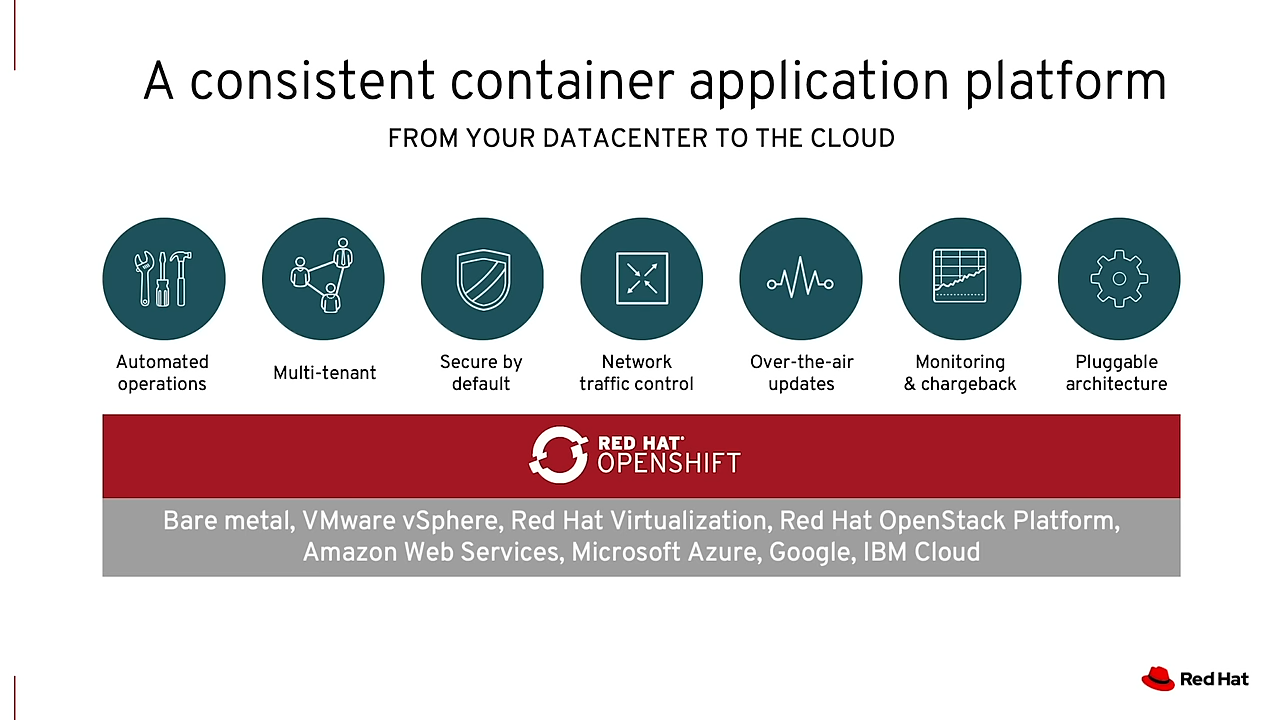 A consistent container application platform
FROM YOUR DATACENTER TO THE CLOUD
Automated
operations
Multi-tenant
Secure by
default
Network
traffic control
Over-the-air
updates
Monitoring
& chargeback
Pluggable
architecture
RED HAT®
OPENSHIFT
Bare metal, VMware vSphere, Red Hat Virtualization, Red Hat OpenStack Platform,
Amazon Web Services, Microsoft Azure, Google, IBM Cloud
Red Hat